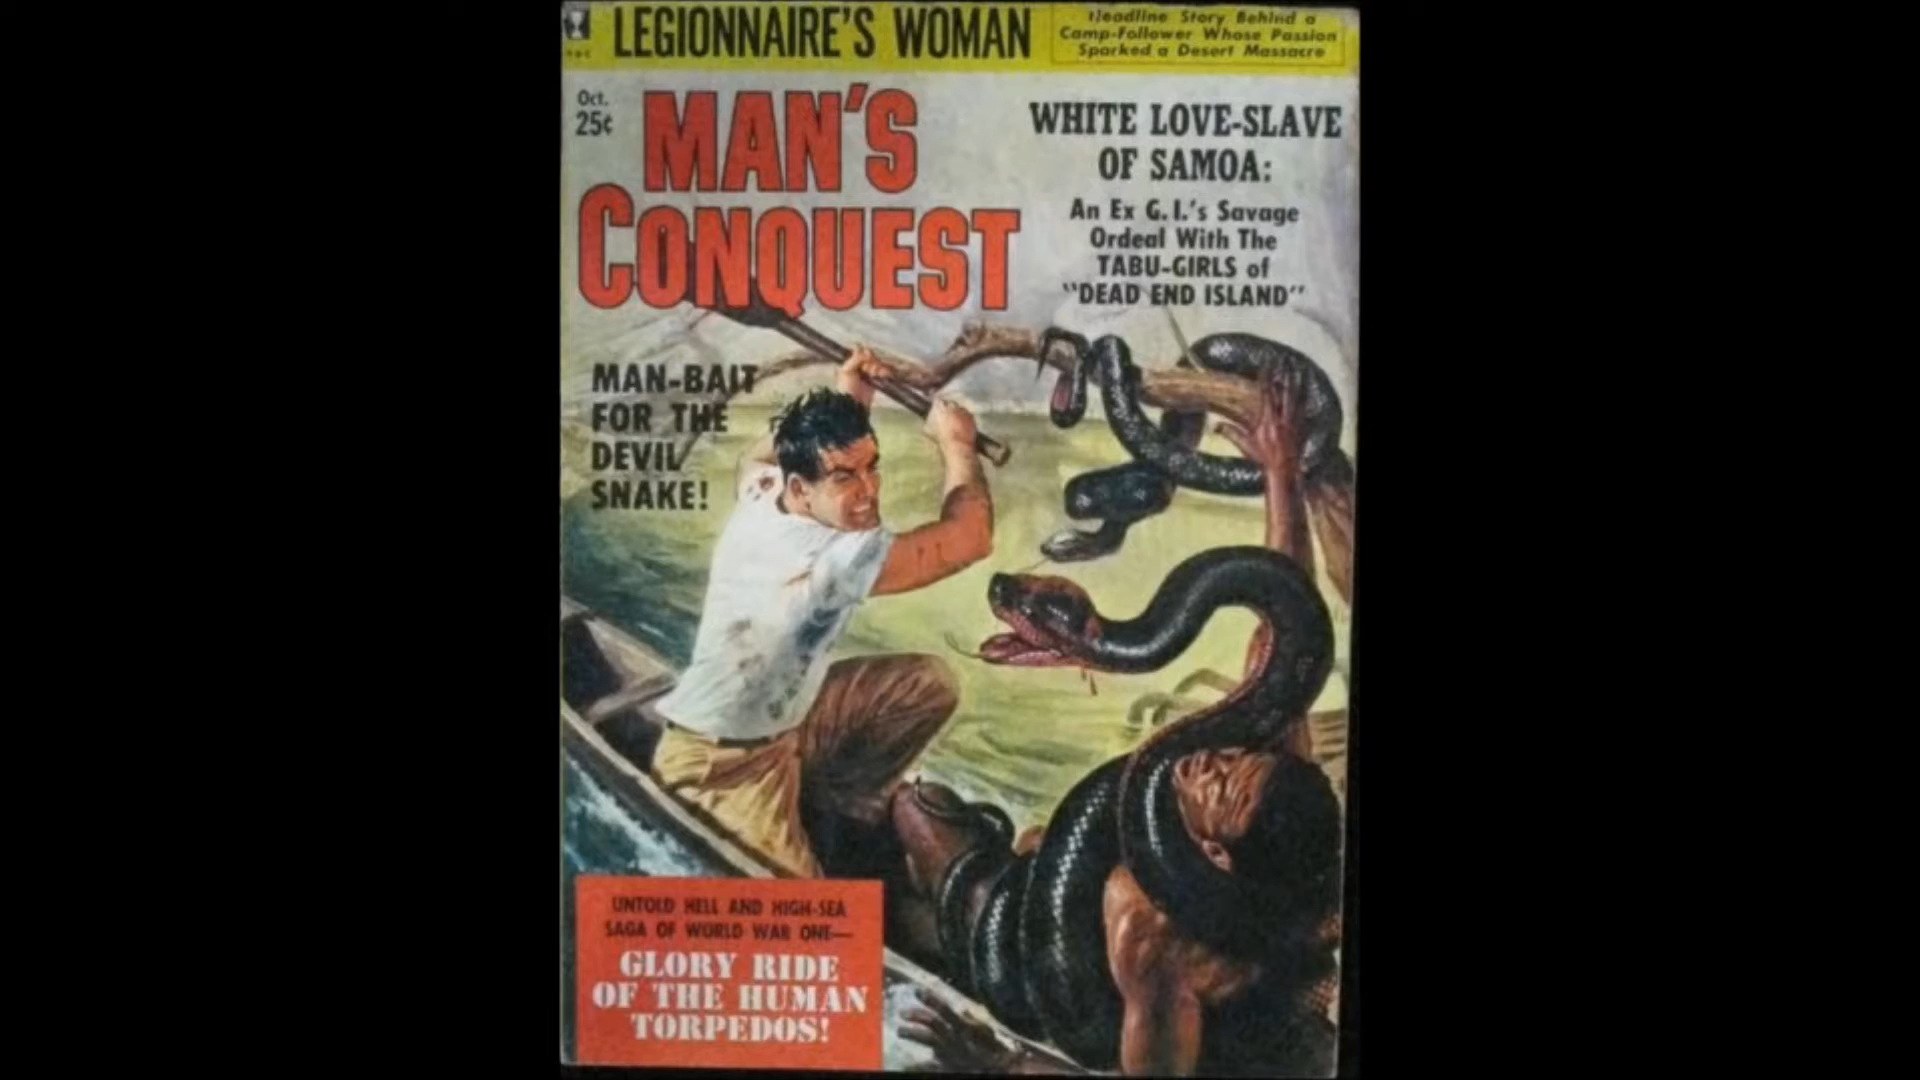 LEGIONNAIRE'S WOMAN
Headline Story Behind a
Camp-Follower Whose Passion
Sparked a Desert Massacre
Oct.
25¢
MAN'S
CONQUEST
WHITE LOVE-SLAVE
OF SAMOA:
An Ex G.I.'s Savage
Ordeal With The
TABU-GIRLS of
"DEAD END ISLAND"
MAN-BAIT
FOR THE
DEVIL
SNAKE!
UNTOLD HELL AND HIGH-SEA
SAGA OF WORLD WAR ONE—
GLORY RIDE
OF THE HUMAN
TORPEDOS!